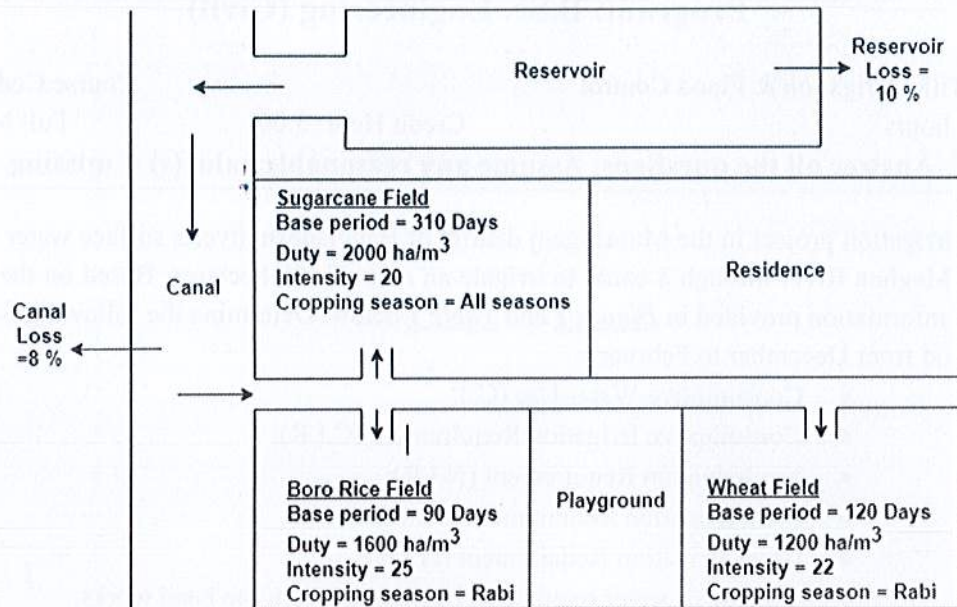 Reservoir
Reservoir
Loss =
10 %
Sugarcane Field
Base period = 310 Days
Duty = 2000 ha/m³
Intensity = 20
Cropping season = All seasons
Residence
Canal
Canal
Loss
=8 %
Boro Rice Field
Base period = 90 Days
Duty = 1600 ha/m³
Intensity = 25
Cropping season = Rabi
Playground
Wheat Field
Base period = 120 Days
Duty = 1200 ha/m³
Intensity = 22
Cropping season = Rabi